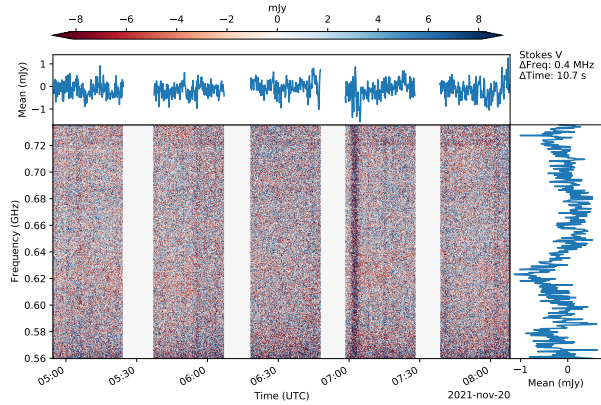 mJy
−8 −6 −4 −2 0 2 4 6 8
Stokes V
ΔFreq: 0.4 MHz
ΔTime: 10.7 s
Mean (mJy)
1
0
−1
Frequency (GHz)
0.72
0.70
0.68
0.66
0.64
0.62
0.60
0.58
0.56
05:00 05:30 06:00 06:30 07:00 07:30 08:00
−1 0
Time (UTC)
Mean (mJy)
2021-nov-20